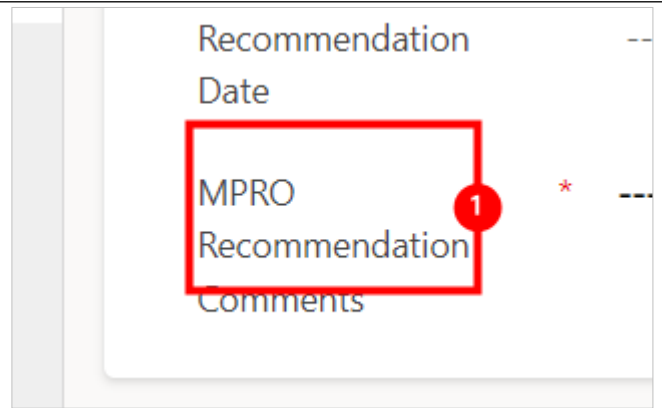 Recommendation --
Date
MPRO * ---
1
Recommendation
Comments